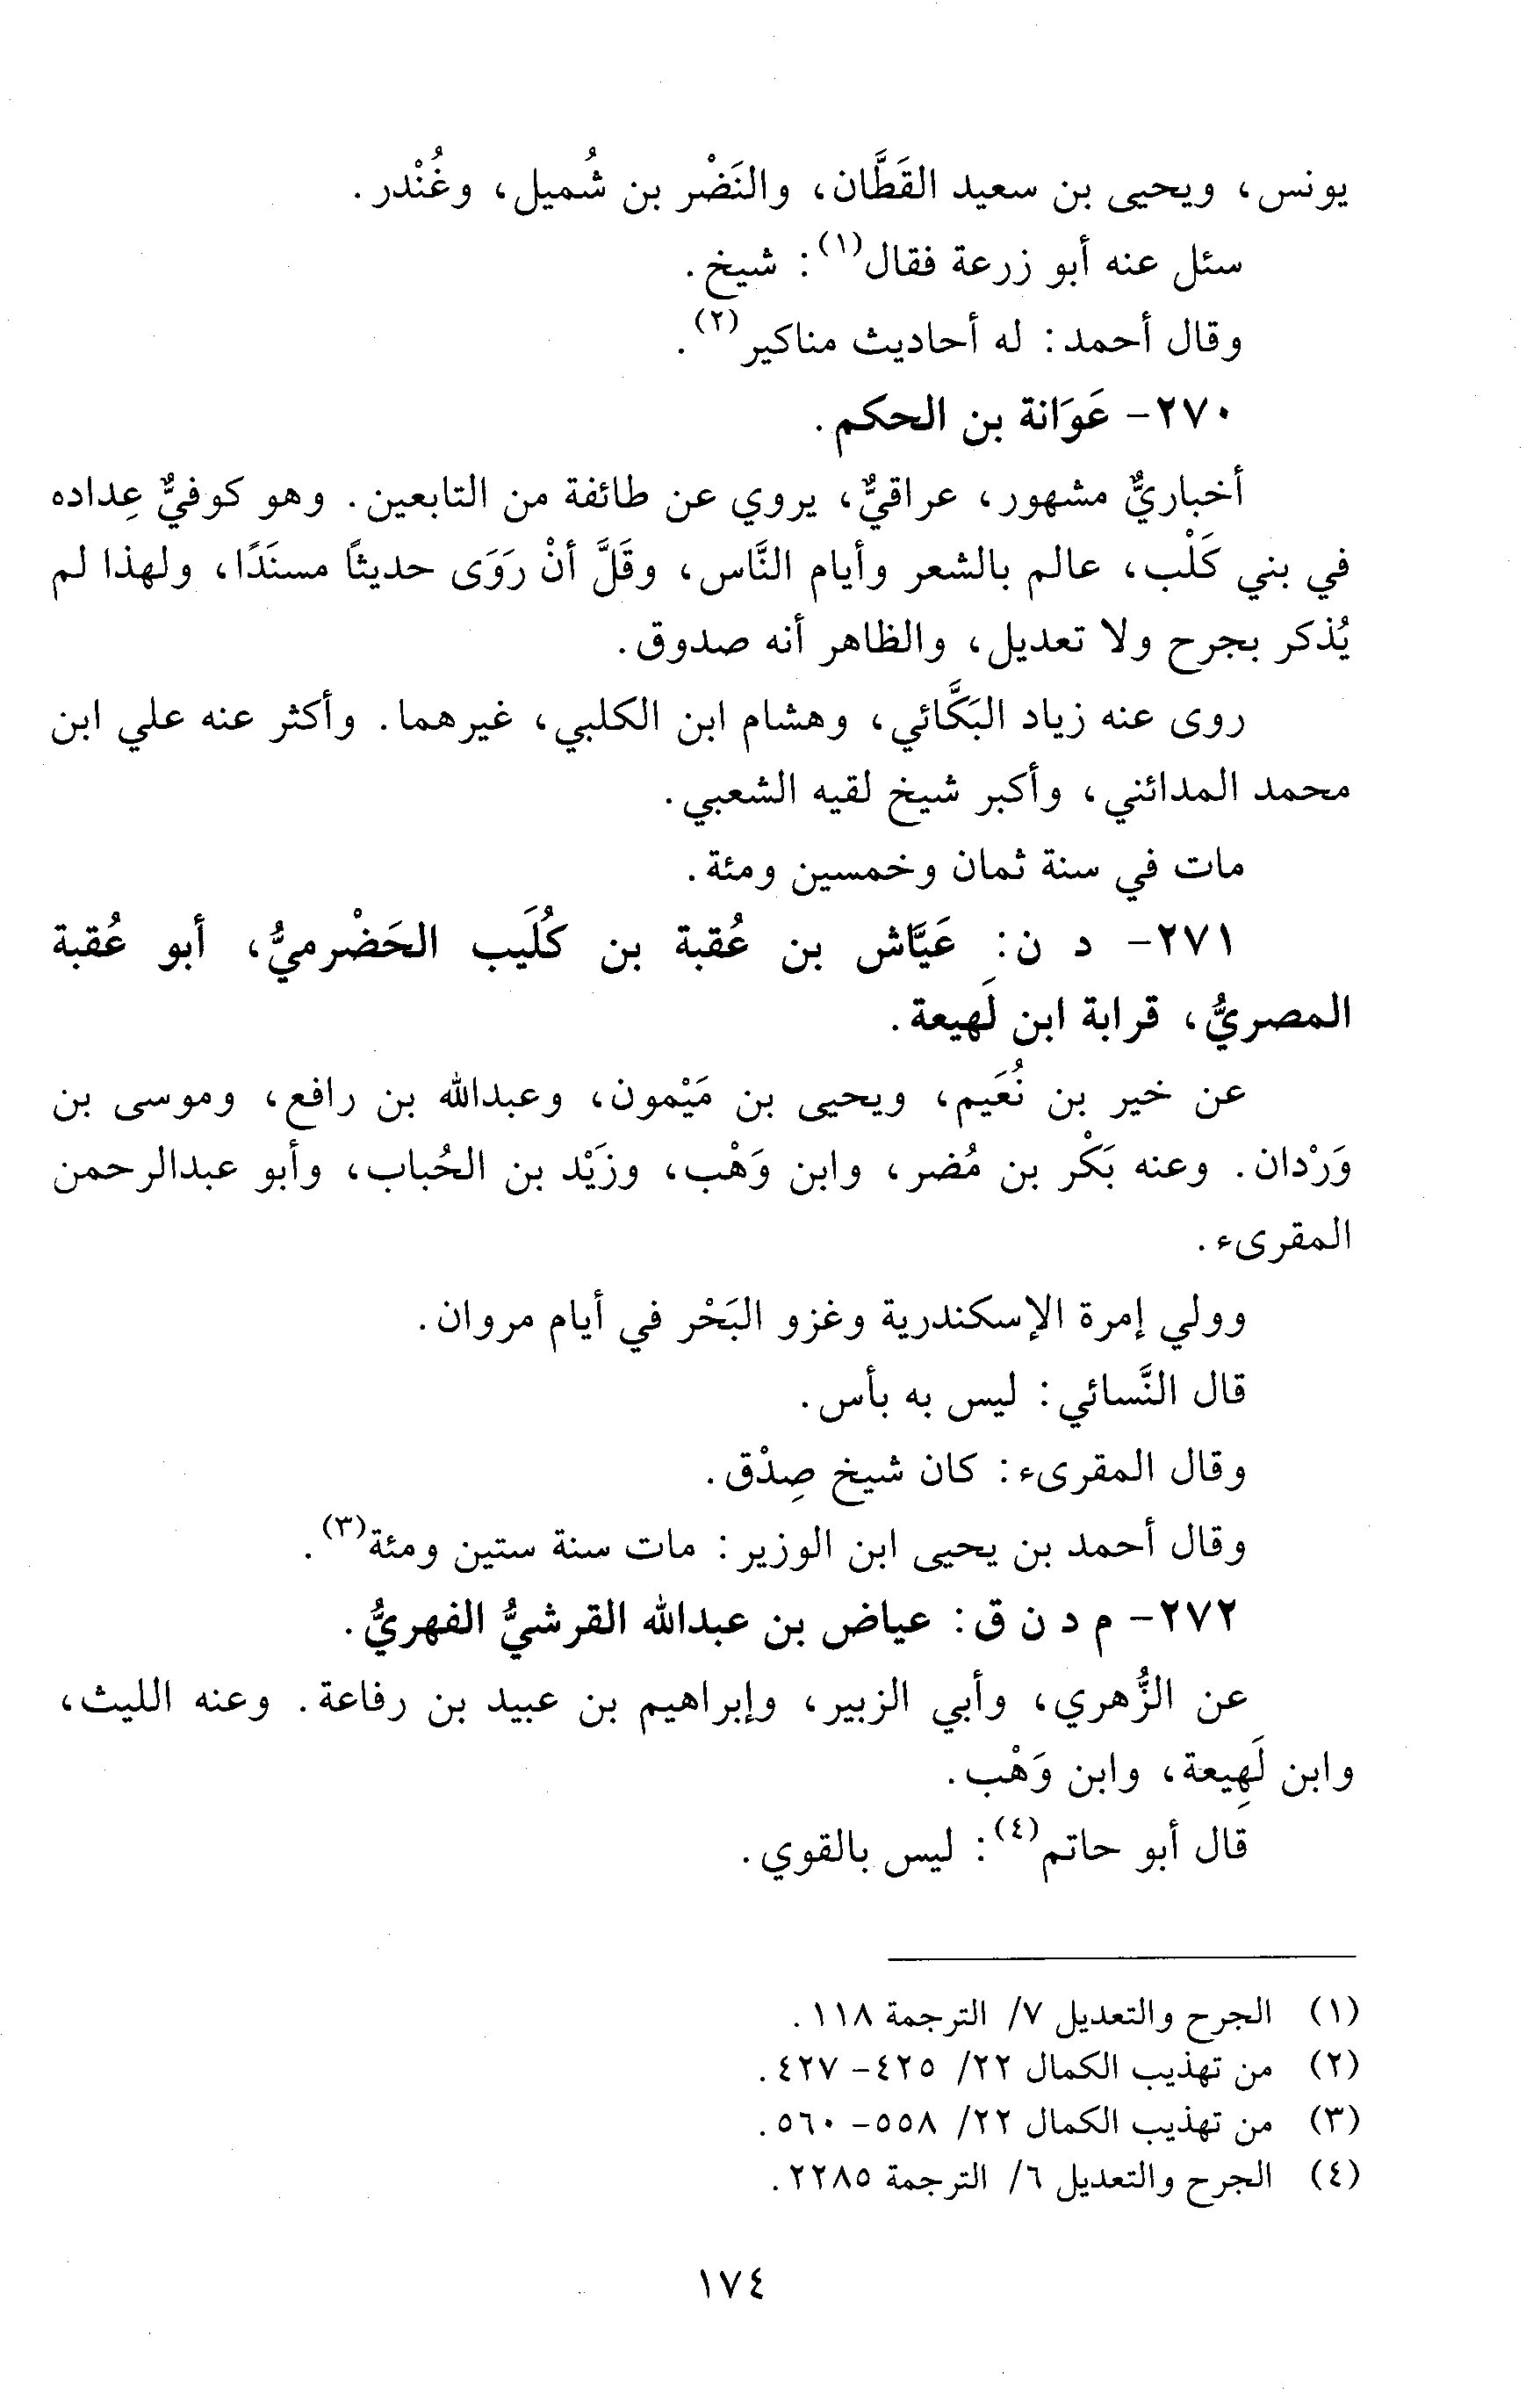 يونس، ويحيى بن سعيد القَطَّان، والنَضْر بن شُميل، وغُنْدر.
سئل عنه أبو زرعة فقال(١): شيخ.
وقال أحمد: له أحاديث مناكير(٢).
٢٧٠- عَوَانة بن الحكم.
أخباريٌّ مشهور، عراقيٌّ، يروي عن طائفة من التابعين. وهو كوفيٌّ عِداده
في بني كَلْب، عالم بالشعر وأيام النَّاس، وقَلَّ أنْ رَوَى حديثًا مسنَدًا، ولهذا لم
يُذكر بجرح ولا تعديل، والظاهر أنه صدوق.
روى عنه زياد البَكَّائي، وهشام ابن الكلبي، غيرهما. وأكثر عنه علي ابن
محمد المدائني، وأكبر شيخ لقيه الشعبي.
مات في سنة ثمان وخمسين ومئة.
٢٧١- د ن: عَيَّاش بن عُقبة بن كُلَيب الحَضْرميُّ، أبو عُقبة
المصريُّ، قرابة ابن لَهيعة.
عن خير بن نُعَيم، ويحيى بن مَيْمون، وعبدالله بن رافع، وموسى بن
وَرْدان. وعنه بَكْر بن مُضر، وابن وَهْب، وزَيْد بن الحُباب، وأبو عبدالرحمن
المقرىء.
وولي إمرة الإسكندرية وغزو البَحْر في أيام مروان.
قال النَّسائي: ليس به بأس.
وقال المقرىء: كان شيخ صِدْق.
وقال أحمد بن يحيى ابن الوزير: مات سنة ستين ومئة(٣).
٢٧٢- م د ن ق: عياض بن عبدالله القرشيُّ الفهريُّ.
عن الزُّهري، وأبي الزبير، وإبراهيم بن عبيد بن رفاعة. وعنه الليث،
وابن لَهِيعة، وابن وَهْب.
قال أبو حاتم(٤): ليس بالقوي.
(١) الجرح والتعديل ٧/ الترجمة ١١٨.
(٢) من تهذيب الكمال ٢٢/ ٤٢٥- ٤٢٧.
(٣) من تهذيب الكمال ٢٢/ ٥٥٨- ٥٦٠.
(٤) الجرح والتعديل ٦/ الترجمة ٢٢٨٥.
١٧٤